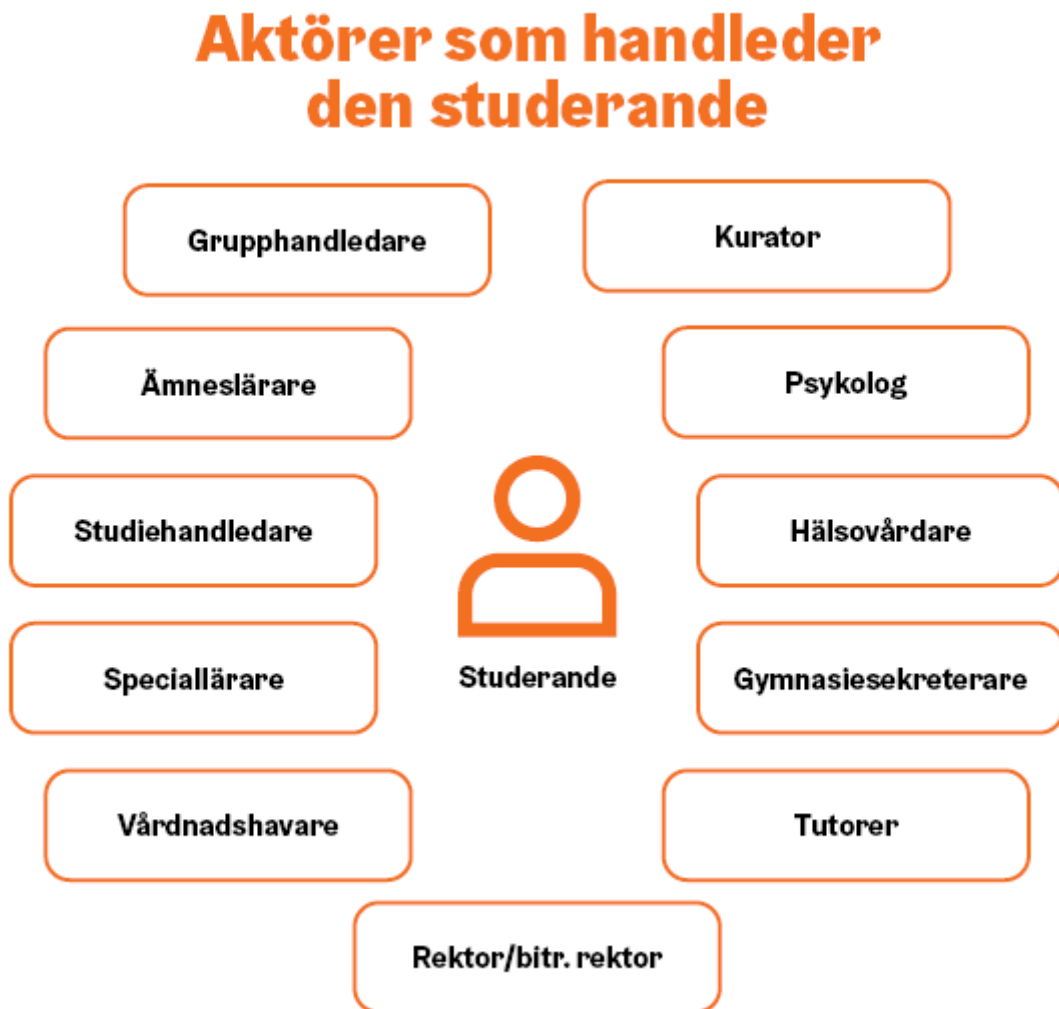 Aktörer som handleder
den studerande
Grupphandledare
Kurator
Ämneslärare
Psykolog
Studiehandledare
Hälsovårdare
Speciallärare
Studerande
Gymnasiesekreterare
Vårdnadshavare
Tutorer
Rektor/bitr. rektor